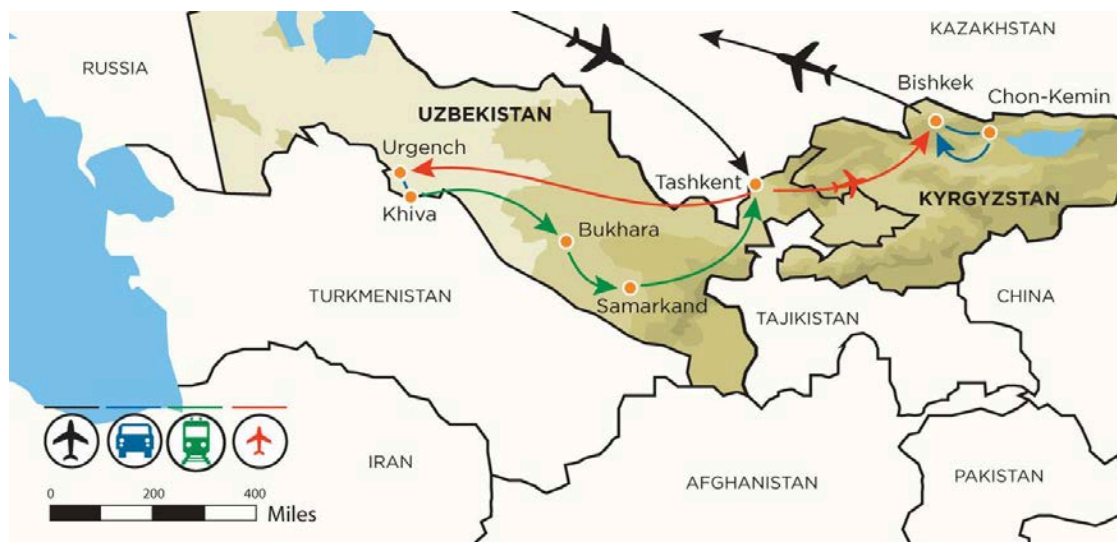 KAZAKHSTAN
RUSSIA
Bishkek
Chon-Kemin
UZBEKISTAN
Urgench
Tashkent
KYRGYZSTAN
Khiva
Bukhara
TURKMENISTAN
Samarkand
CHINA
TAJIKISTAN
IRAN
AFGHANISTAN
PAKISTAN
0 200 400
Miles